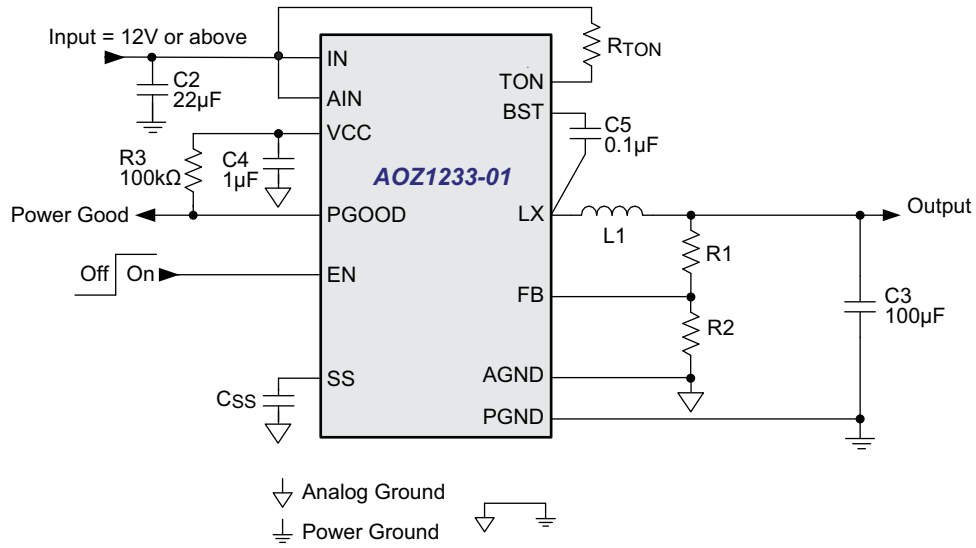 Input = 12V or above
C2
22µF
R3
100kΩ
C4
1µF
Power Good
Off
On
CSS
IN
AIN
VCC
PGOOD
EN
SS
AOZ1233-01
TON
BST
LX
FB
AGND
PGND
RTON
C5
0.1µF
L1
Output
R1
R2
C3
100µF
Analog Ground
Power Ground